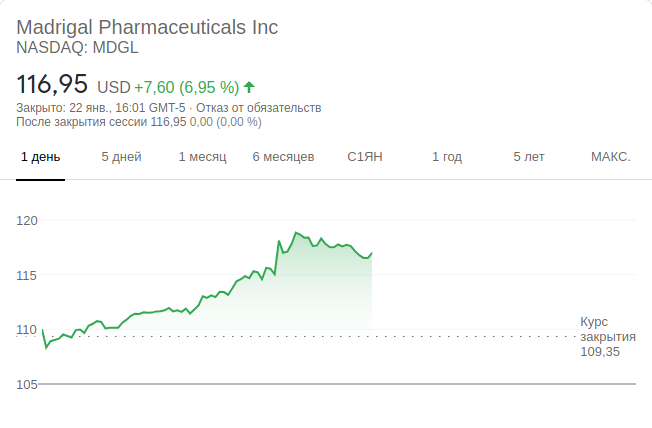 Madrigal Pharmaceuticals Inc
NASDAQ: MDGL
116,95 USD +7,60 (6,95 %)
Закрыто: 22 янв., 16:01 GMT-5 · Отказ от обязательств
После закрытия сессии 116,95 0,00 (0,00 %)
1 день 5 дней 1 месяц 6 месяцев С1ЯН 1 год 5 лет МАКС.
120
115
110
Курс
закрытия
109,35
105